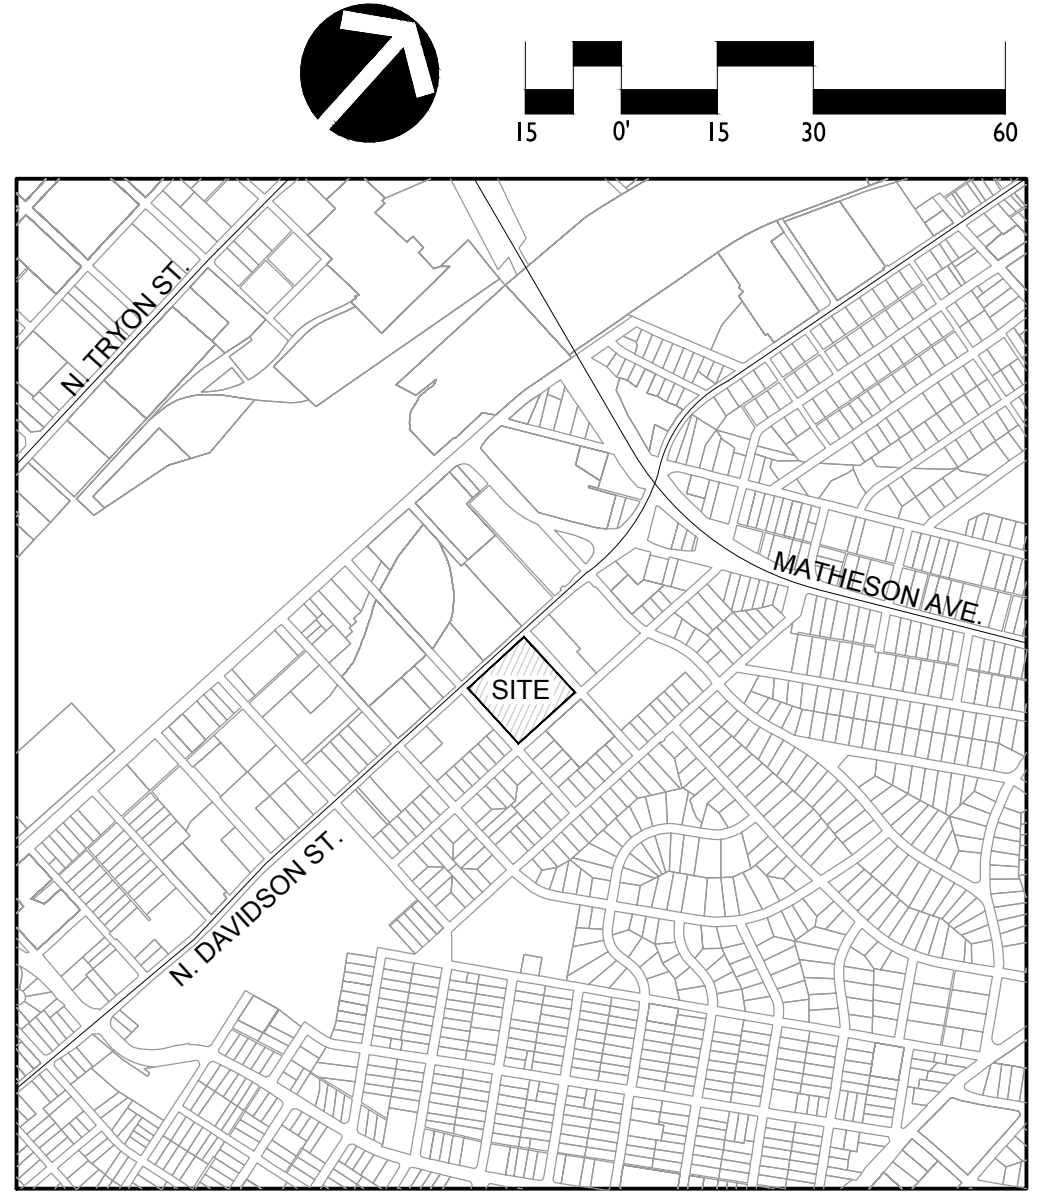 15 0' 15 30 60
N. TRYON ST.
MATHESON AVE.
SITE
N. DAVIDSON ST.